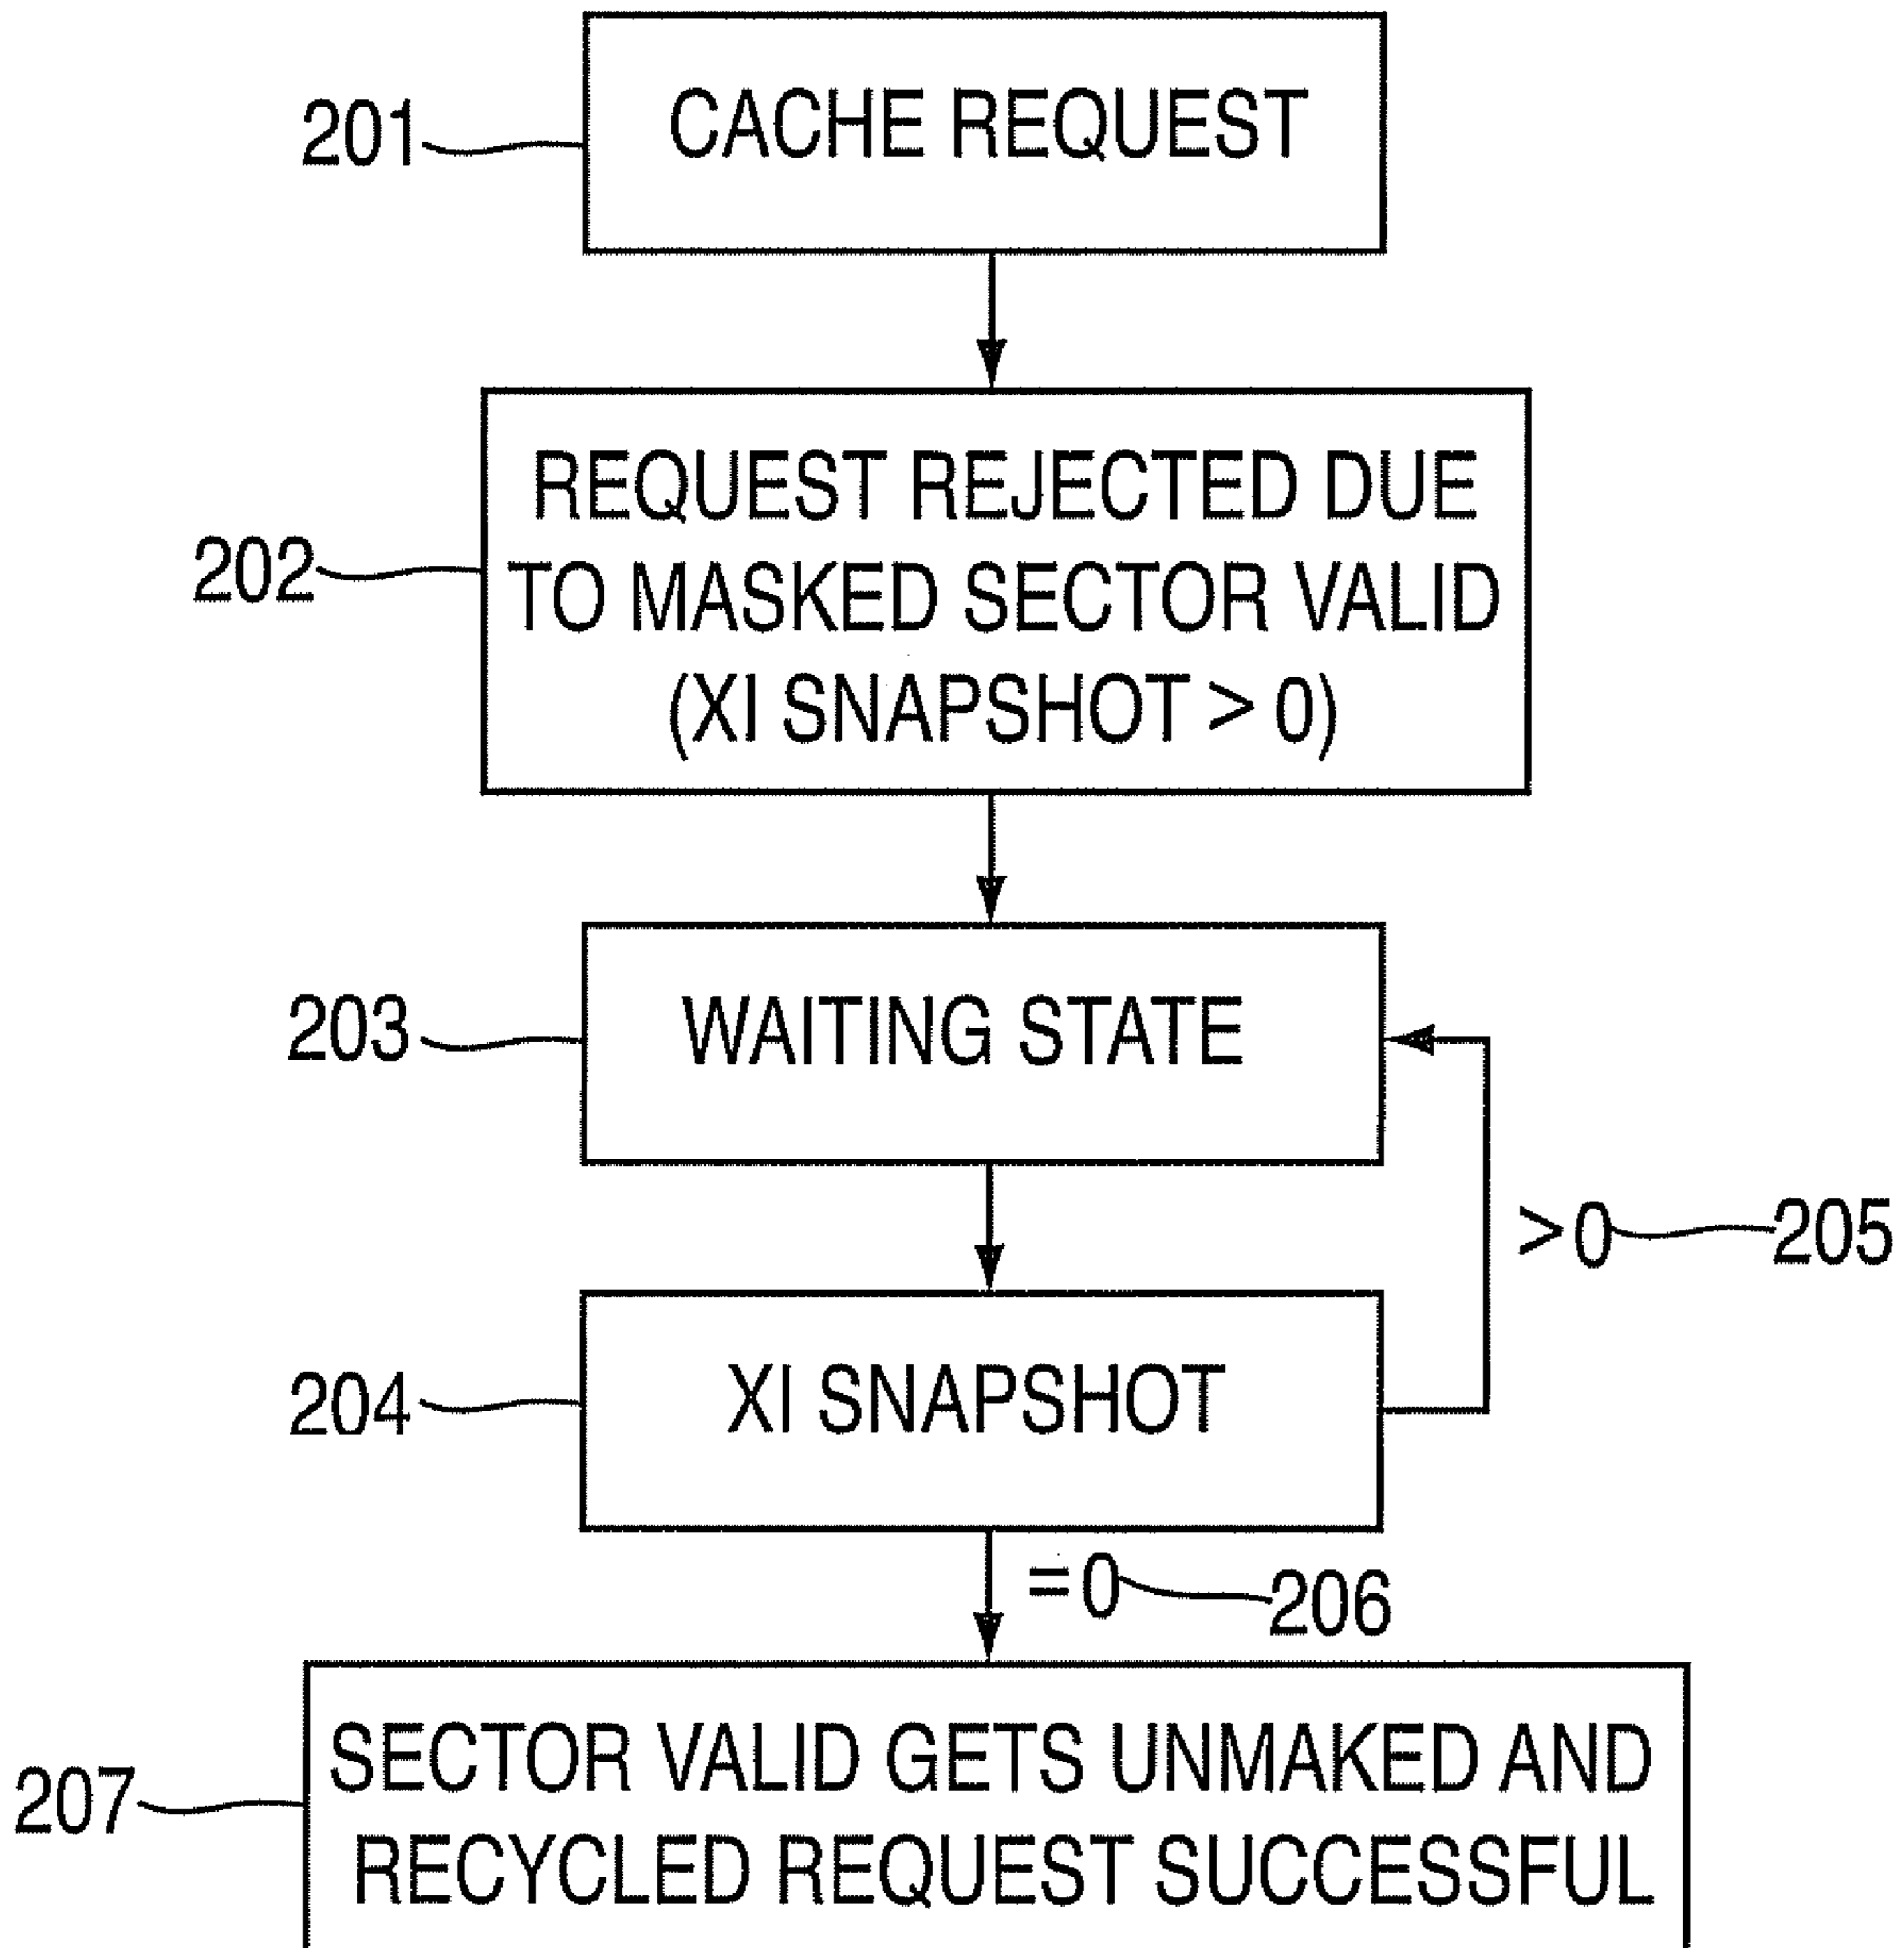 CACHE REQUEST
201
REQUEST REJECTED DUE
TO MASKED SECTOR VALID
(XI SNAPSHOT > 0)
202
WAITING STATE
203
> 0
205
XI SNAPSHOT
204
= 0
206
SECTOR VALID GETS UNMAKED AND
RECYCLED REQUEST SUCCESSFUL
207